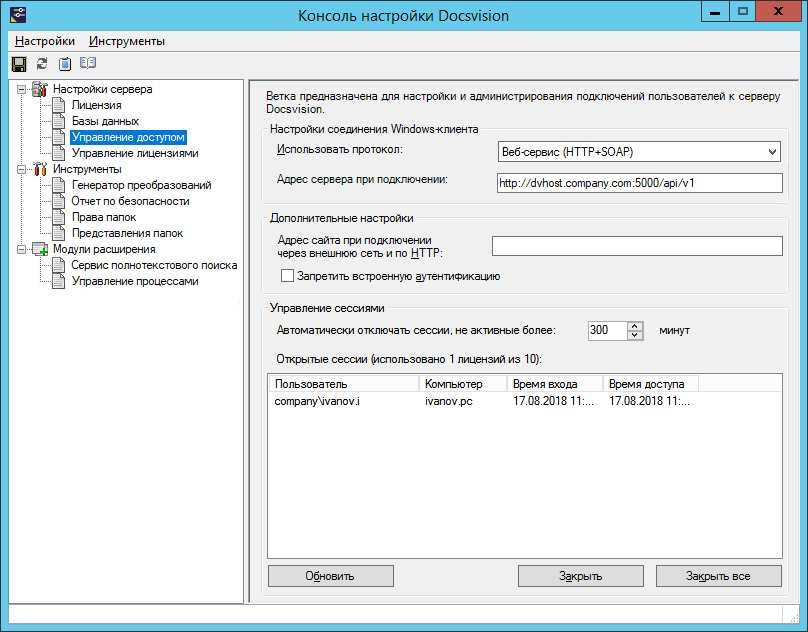 Консоль настройки Docsvision
Настройки Инструменты
Настройки сервера
Лицензия
Базы данных
Управление доступом
Управление лицензиями
Инструменты
Генератор преобразований
Отчет по безопасности
Права папок
Представления папок
Модули расширения
Сервис полнотекстового поиска
Управление процессами
Ветка предназначена для настройки и администрирования подключений пользователей к серверу
Docsvision.
Настройки соединения Windows-клиента
Использовать протокол:
Веб-сервис (HTTP+SOAP)
Адрес сервера при подключении:
http://dvhost.company.com:5000/api/v1
Дополнительные настройки
Адрес сайта при подключении
через внешнюю сеть и по HTTP:
Запретить встроенную аутентификацию
Управление сессиями
Автоматически отключать сессии, не активные более: 300 минут
Открытые сессии (использовано 1 лицензий из 10):
Пользователь Компьютер Время входа Время доступа
company\ivanov.i ivanov.pc 17.08.2018 11:... 17.08.2018 11:...
Обновить Закрыть Закрыть все